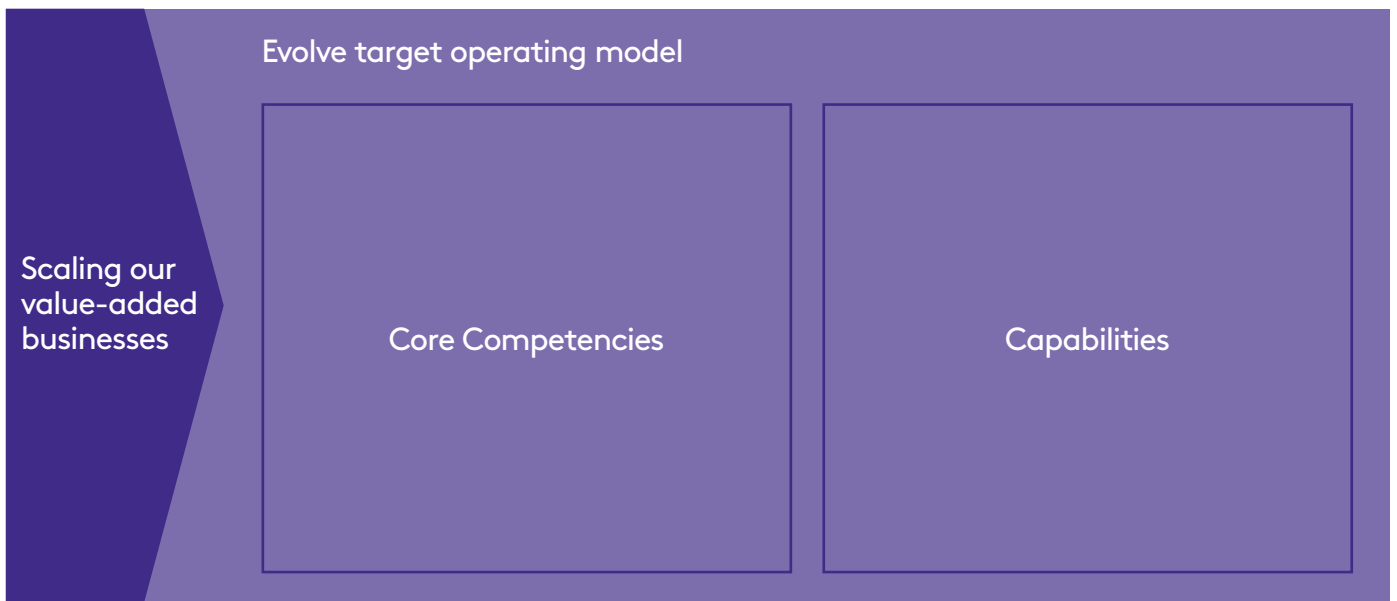 Evolve target operating model
Scaling our
value-added
businesses
Core Competencies
Capabilities